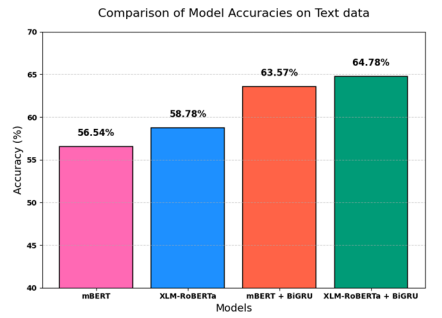 Comparison of Model Accuracies on Text data
70
65
60
55
50
45
40
Accuracy (%)
56.54%
58.78%
63.57%
64.78%
mBERT
XLM-RoBERTa
mBERT + BiGRU
XLM-RoBERTa + BiGRU
Models